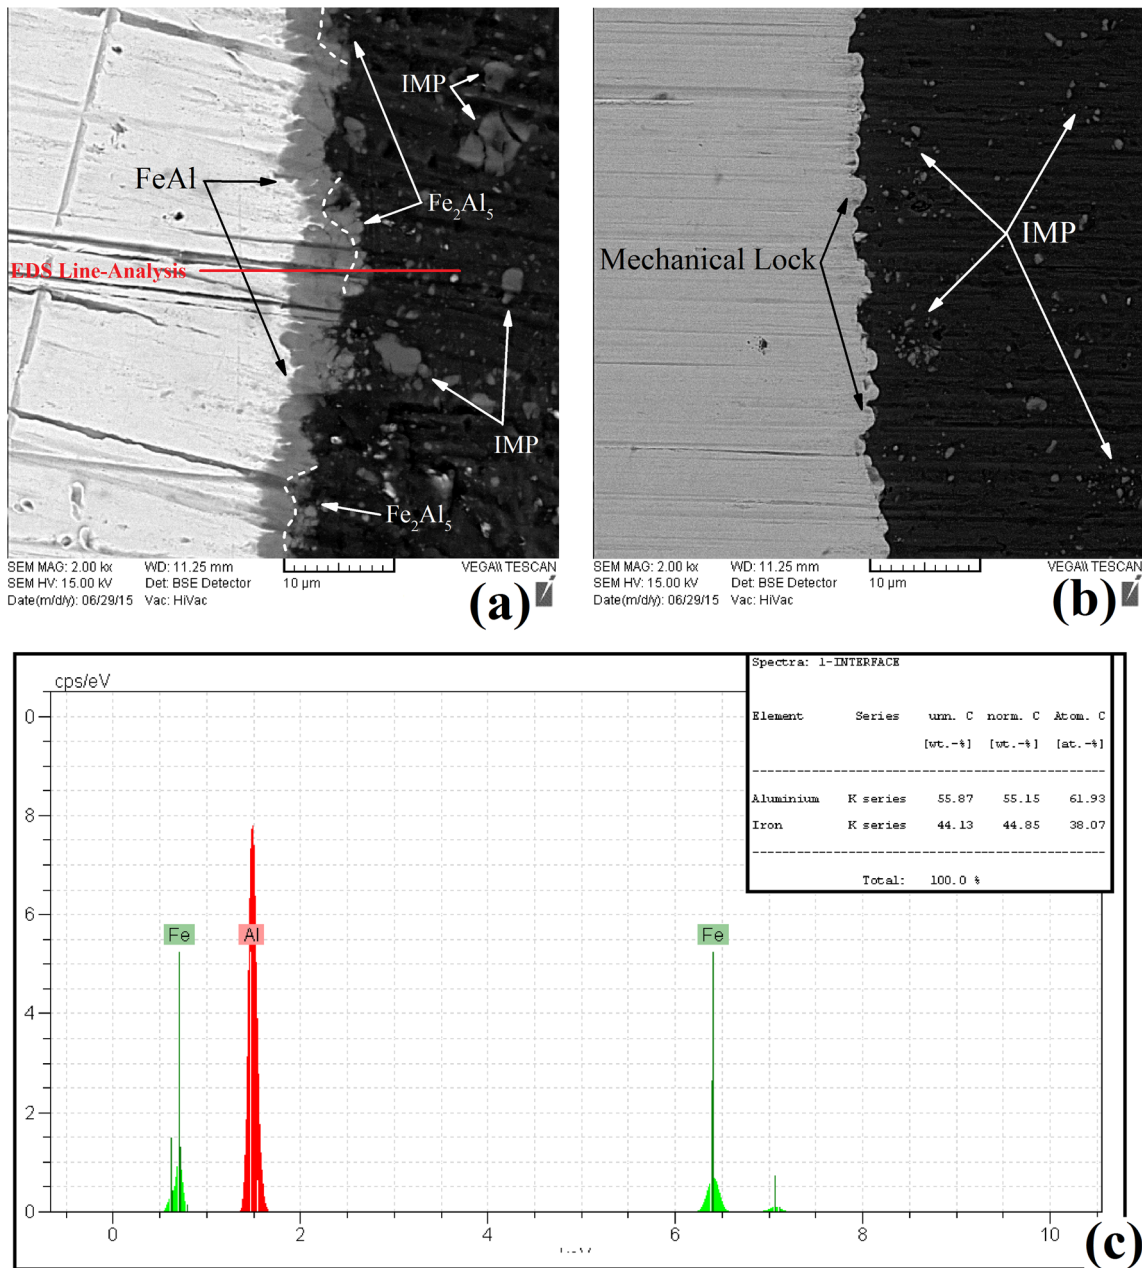 IMP
FeAl
Fe₂Al₅
EDS Line-Analysis
IMP
Fe₂Al₅
SEM MAG: 2.00 kx WD: 11.25 mm VEGA\\ TESCAN
SEM HV: 15.00 kV Det: BSE Detector 10 µm
Date(m/d/y): 06/29/15 Vac: HiVac
(a)
Mechanical Lock
IMP
SEM MAG: 2.00 kx WD: 11.25 mm VEGA\\ TESCAN
SEM HV: 15.00 kV Det: BSE Detector 10 µm
Date(m/d/y): 06/29/15 Vac: HiVac
(b)
cps/eV
Spectra: 1-INTERFACE
Element Series unn. C norm. C Atom. C
[wt.-%] [wt.-%] [at.-%]
Aluminium K series 55.87 55.15 61.93
Iron K series 44.13 44.85 38.07
Total: 100.0 %
0
8
6
4
2
0
Fe
Al
Fe
0 2 4 6 8 10
(c)